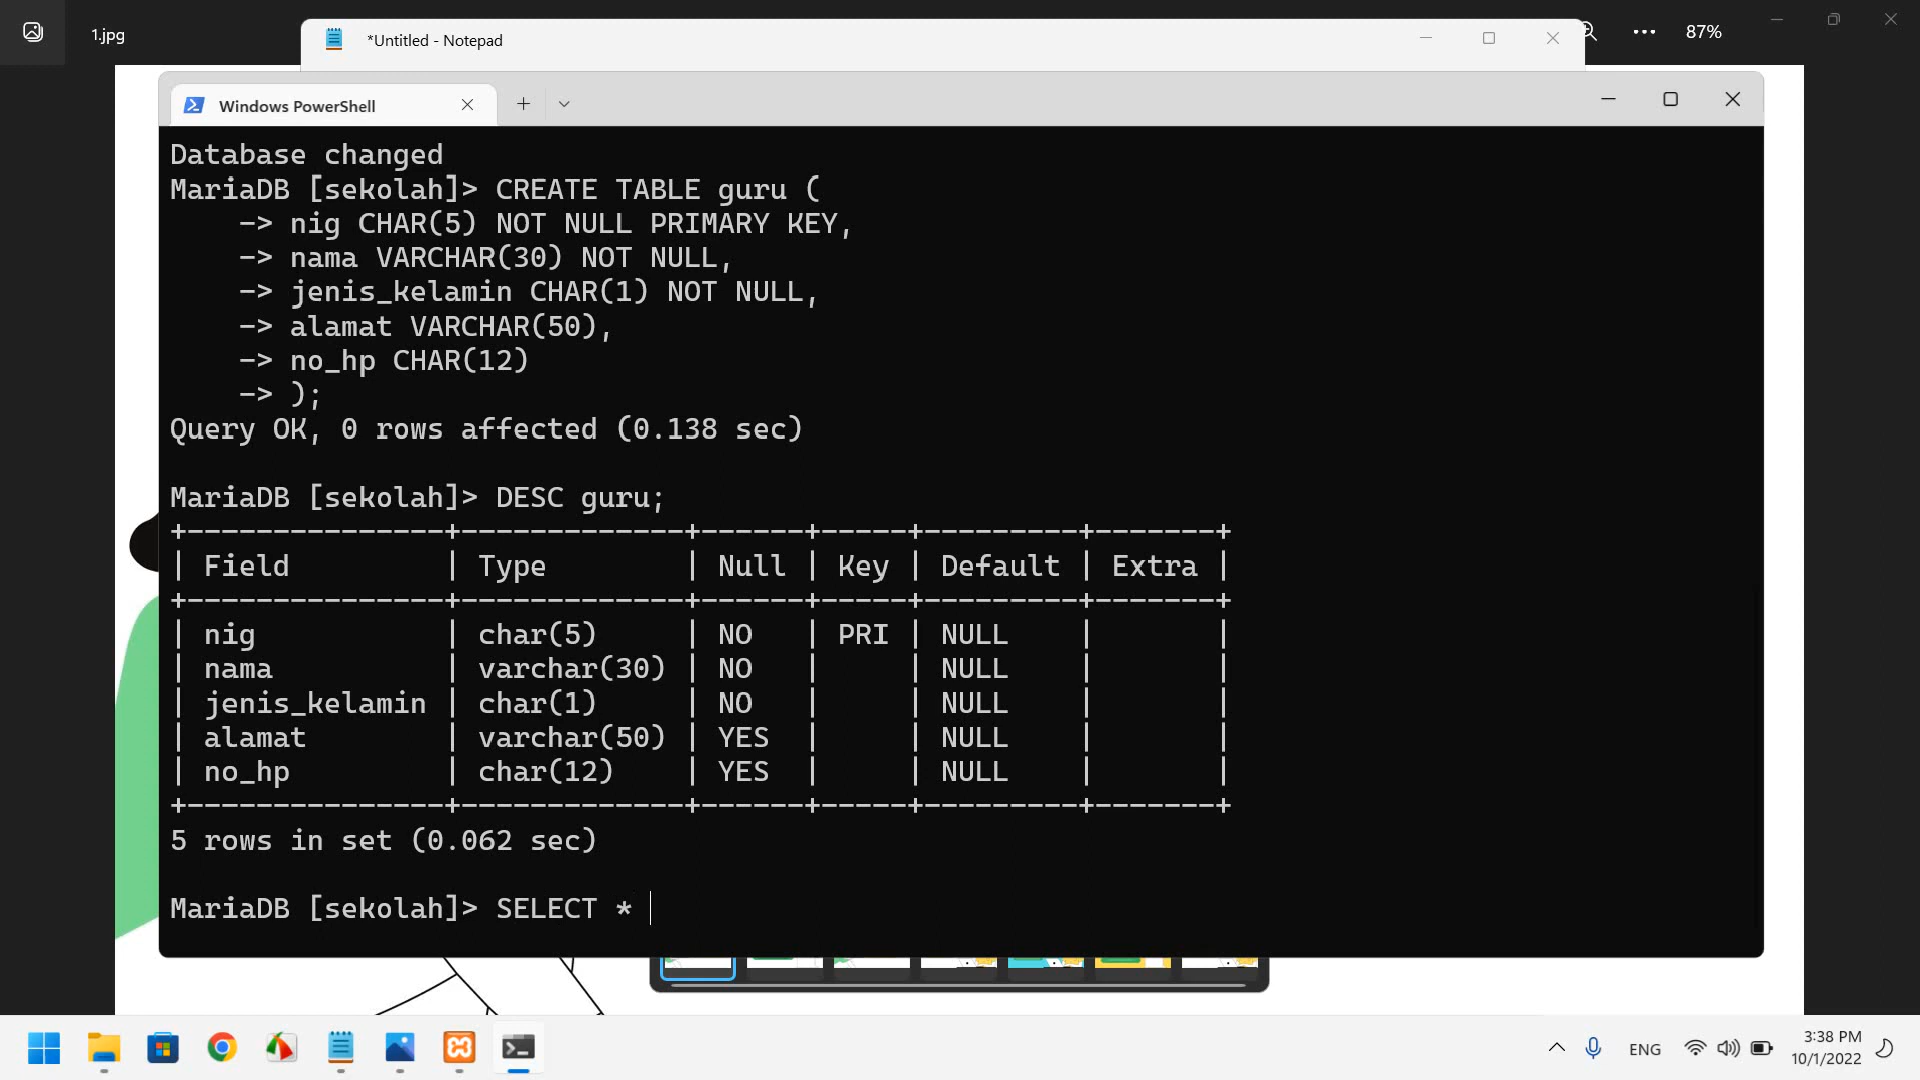 1.jpg
*Untitled - Notepad
87%
Windows PowerShell
Database changed
MariaDB [sekolah]> CREATE TABLE guru (
    -> nig CHAR(5) NOT NULL PRIMARY KEY,
    -> nama VARCHAR(30) NOT NULL,
    -> jenis_kelamin CHAR(1) NOT NULL,
    -> alamat VARCHAR(50),
    -> no_hp CHAR(12)
    -> );
Query OK, 0 rows affected (0.138 sec)

MariaDB [sekolah]> DESC guru;
+---------------+-------------+------+-----+---------+-------+
| Field         | Type        | Null | Key | Default | Extra |
+---------------+-------------+------+-----+---------+-------+
| nig           | char(5)     | NO   | PRI | NULL    |       |
| nama          | varchar(30) | NO   |     | NULL    |       |
| jenis_kelamin | char(1)     | NO   |     | NULL    |       |
| alamat        | varchar(50) | YES  |     | NULL    |       |
| no_hp         | char(12)    | YES  |     | NULL    |       |
+---------------+-------------+------+-----+---------+-------+
5 rows in set (0.062 sec)

MariaDB [sekolah]> SELECT *
ENG
3:38 PM
10/1/2022